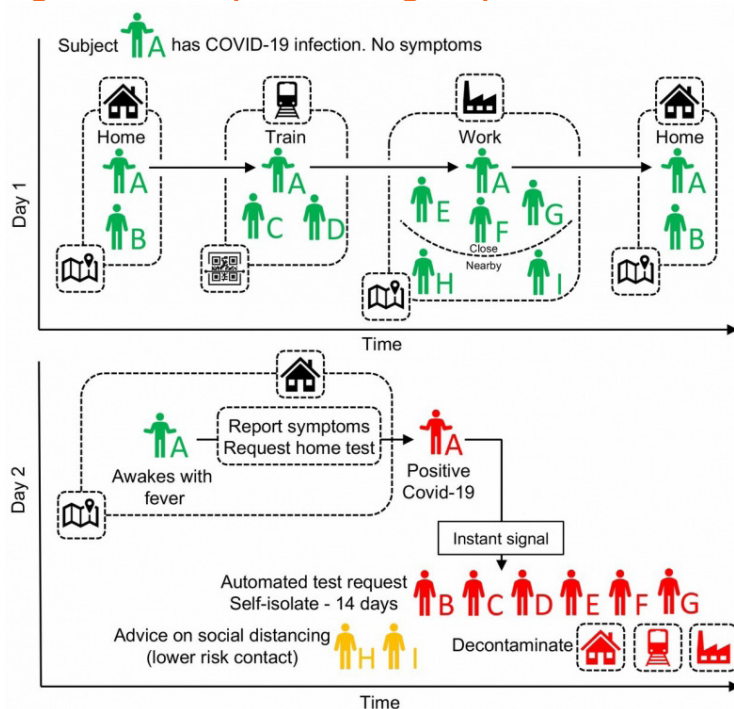 Subject A has COVID-19 infection. No symptoms
Home Train Work Home
A A A A
B C D E F G B
Close
Nearby
H I
Day 1
Time
Report symptoms
Request home test
A A
Awakes with
fever
Positive
Covid-19
Instant signal
Automated test request
Self-isolate - 14 days
B C D E F G
Advice on social distancing
(lower risk contact)
H I
Decontaminate
Day 2
Time